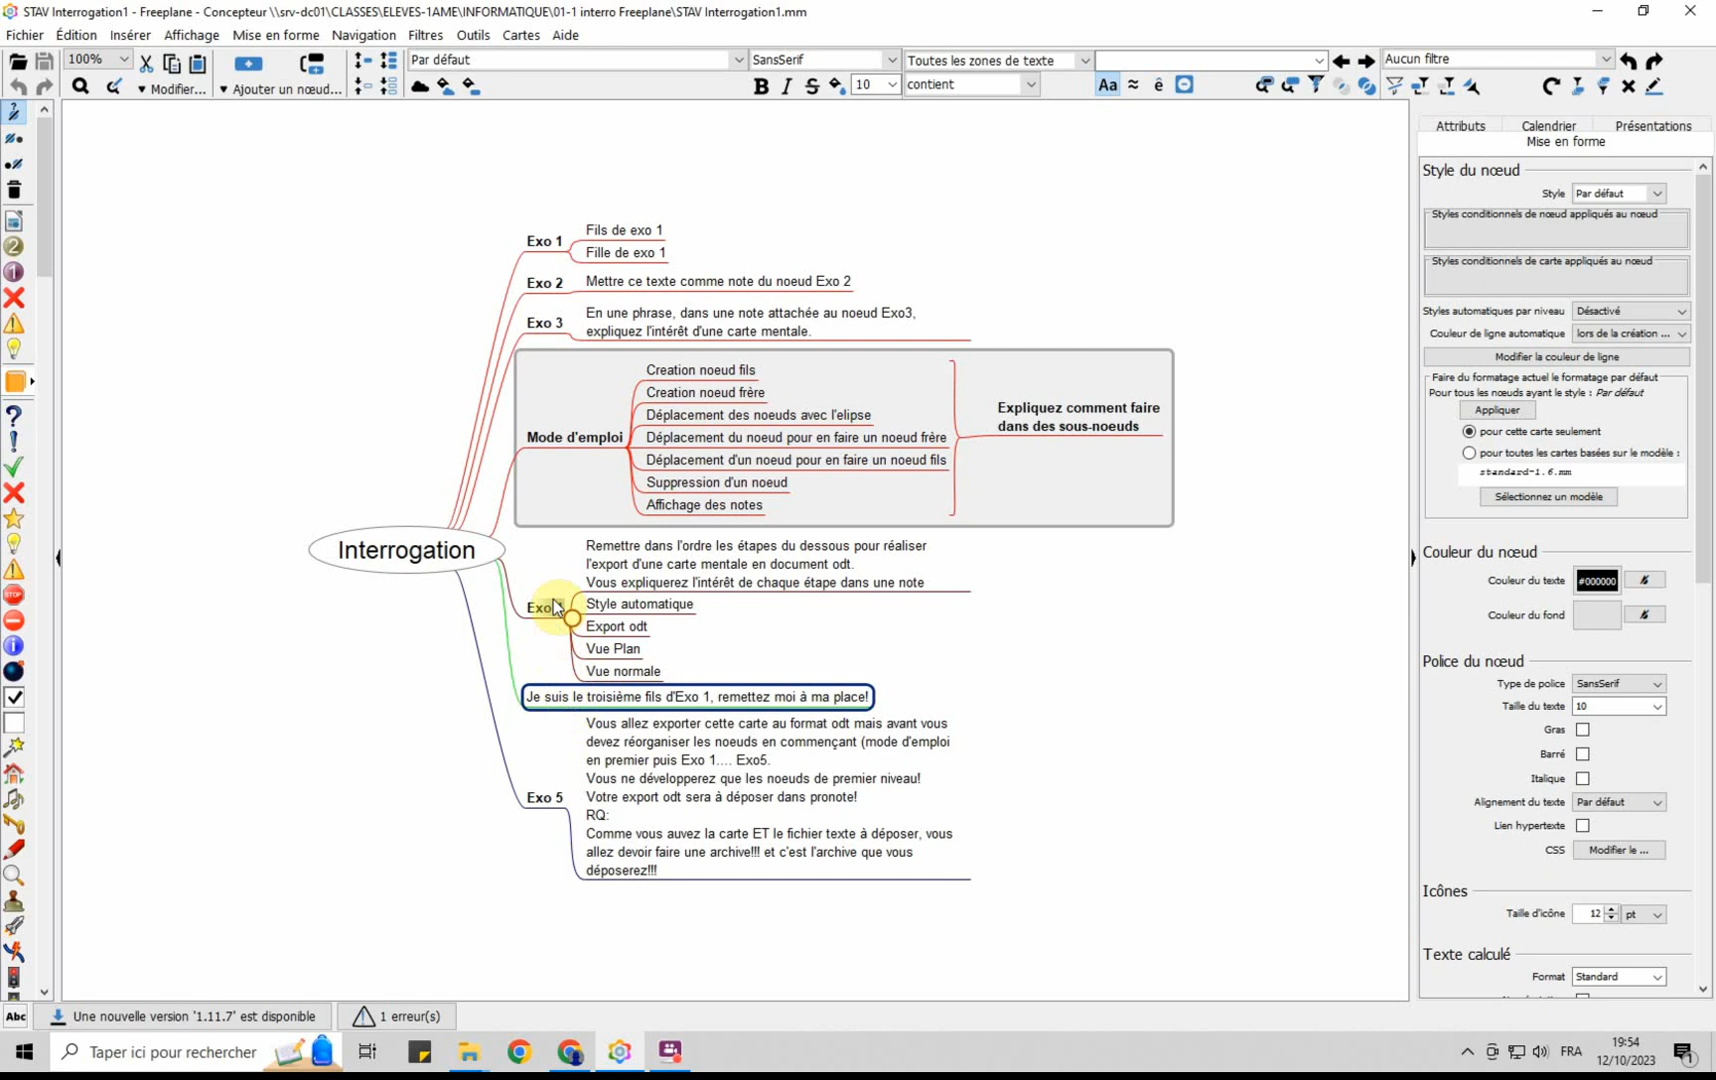 STAV Interrogation1 - Freeplane - Concepteur \\srv-dc01\CLASSES\ELEVES-1AME\INFORMATIQUE\01-1 interro Freeplane\STAV Interrogation1.mm
Fichier Édition Insérer Affichage Mise en forme Navigation Filtres Outils Cartes Aide
100% Par défaut SansSerif Toutes les zones de texte Aucun filtre
Modifier... Ajouter un nœud... B I S 10 contient Aa ≈ ê
Attributs Calendrier Présentations
Mise en forme
Style du nœud
Style Par défaut
Styles conditionnels de nœud appliqués au nœud
Styles conditionnels de carte appliqués au nœud
Styles automatiques par niveau Désactivé
Couleur de ligne automatique lors de la création ...
Modifier la couleur de ligne
Faire du formatage actuel le formatage par défaut
Pour tous les nœuds ayant le style : Par défaut
Appliquer
pour cette carte seulement
pour toutes les cartes basées sur le modèle :
standard-1.6.mm
Sélectionnez un modèle
Couleur du nœud
Couleur du texte #000000
Couleur du fond
Police du nœud
Type de police SansSerif
Taille du texte 10
Gras
Barré
Italique
Alignement du texte Par défaut
Lien hypertexte
CSS Modifier le ...
Icônes
Taille d'icône 12 pt
Texte calculé
Format Standard
Interrogation
Exo 1
Fils de exo 1
Fille de exo 1
Exo 2
Mettre ce texte comme note du noeud Exo 2
Exo 3
En une phrase, dans une note attachée au noeud Exo3,
expliquez l'intérêt d'une carte mentale.
Mode d'emploi
Creation noeud fils
Creation noeud frère
Déplacement des noeuds avec l'elipse
Déplacement du noeud pour en faire un noeud frère
Déplacement d'un noeud pour en faire un noeud fils
Suppression d'un noeud
Affichage des notes
Expliquez comment faire
dans des sous-noeuds
Exo
Remettre dans l'ordre les étapes du dessous pour réaliser
l'export d'une carte mentale en document odt.
Vous expliquerez l'intérêt de chaque étape dans une note
Style automatique
Export odt
Vue Plan
Vue normale
Je suis le troisième fils d'Exo 1, remettez moi à ma place!
Exo 5
Vous allez exporter cette carte au format odt mais avant vous
devez réorganiser les noeuds en commençant (mode d'emploi
en premier puis Exo 1.... Exo5.
Vous ne développerez que les noeuds de premier niveau!
Votre export odt sera à déposer dans pronote!
RQ:
Comme vous auvez la carte ET le fichier texte à déposer, vous
allez devoir faire une archive!!! et c'est l'archive que vous
déposerez!!!
Abc Une nouvelle version '1.11.7' est disponible 1 erreur(s)
Taper ici pour rechercher FRA
19:54
12/10/2023